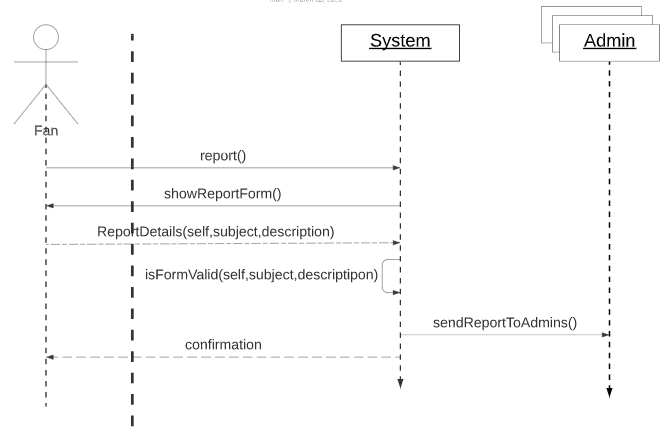 System
Admin
Fan
report()
showReportForm()
ReportDetails(self,subject,description)
isFormValid(self,subject,descriptipon)
sendReportToAdmins()
confirmation